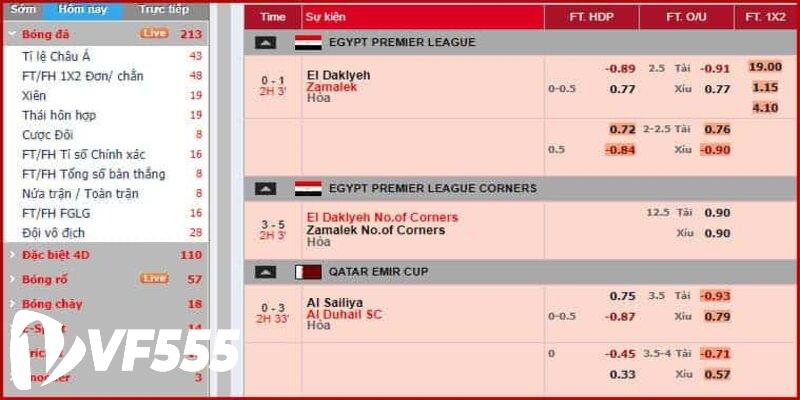 Sớm Hôm nay Trực tiếp
Bóng đá Live 213
Tỉ lệ Châu Á 43
FT/FH 1X2 Đơn/ chẵn 48
Xiên 19
Thái hỗn hợp 19
Cược Đôi 8
FT/FH Tỉ số Chính xác 16
FT/FH Tổng số bàn thắng 8
Nửa trận / Toàn trận 8
FT/FH FGLG 16
Đội vô địch 28
Đặc biệt 4D 110
Bóng rổ Live 57
Bóng chày 18
14
3
VF555
Time Sự kiện FT. HDP FT. O/U FT. 1X2
EGYPT PREMIER LEAGUE
0 - 1
2H 3'
El Daklyeh -0.89 2.5 Tài -0.91 19.00
Zamalek 0-0.5 0.77 Xỉu 0.77 1.15
Hòa 4.10
0.72 2-2.5 Tài 0.76
0.5 -0.84 Xỉu -0.90
EGYPT PREMIER LEAGUE CORNERS
3 - 5
2H 3'
El Daklyeh No.of Corners 12.5 Tài 0.90
Zamalek No.of Corners Xỉu 0.90
Hòa
QATAR EMIR CUP
0 - 3
2H 33'
Al Sailiya 0.75 3.5 Tài -0.93
Al Duhail SC 0-0.5 -0.87 Xỉu 0.79
Hòa
0 -0.45 3.5-4 Tài -0.71
0.33 Xỉu 0.57